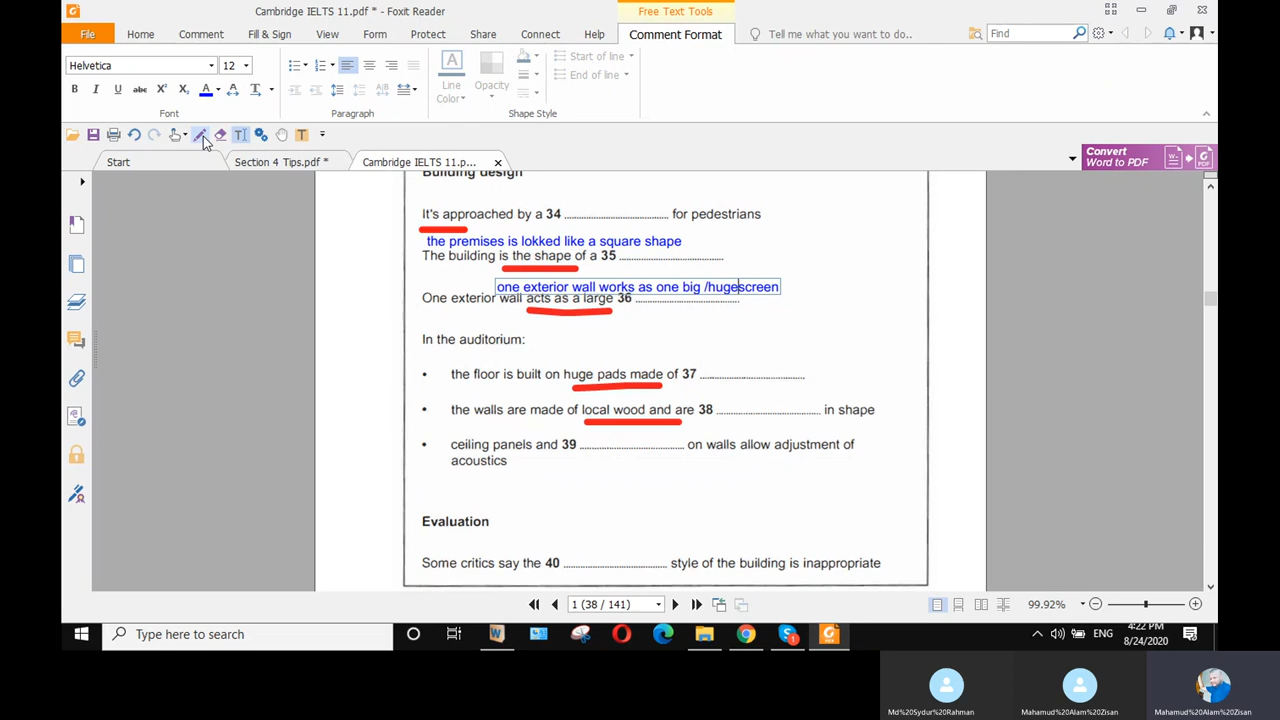 Cambridge IELTS 11.pdf * - Foxit Reader
Free Text Tools
File Home Comment Fill & Sign View Form Protect Share Connect Help Comment Format Tell me what you want to do.. Find
Helvetica 12
Line Color
Opacity
Start of line
End of line
Font Paragraph Shape Style
Start Section 4 Tips.pdf * Cambridge IELTS 11.p...
Convert Word to PDF
Building design
It's approached by a 34 ................................... for pedestrians
the premises is lokked like a square shape
The building is the shape of a 35 ...................................
one exterior wall works as one big /hugescreen
One exterior wall acts as a large 36 ...................................
In the auditorium:
• the floor is built on huge pads made of 37 ...................................
• the walls are made of local wood and are 38 ................................... in shape
• ceiling panels and 39 ................................... on walls allow adjustment of
acoustics
Evaluation
Some critics say the 40 ................................... style of the building is inappropriate
1 (38 / 141)
99.92%
Type here to search
ENG
4:22 PM
8/24/2020
Md%20Sydur%20Rahman
Mahamud%20Alam%20Zisan
Mahamud%20Alam%20Zisan